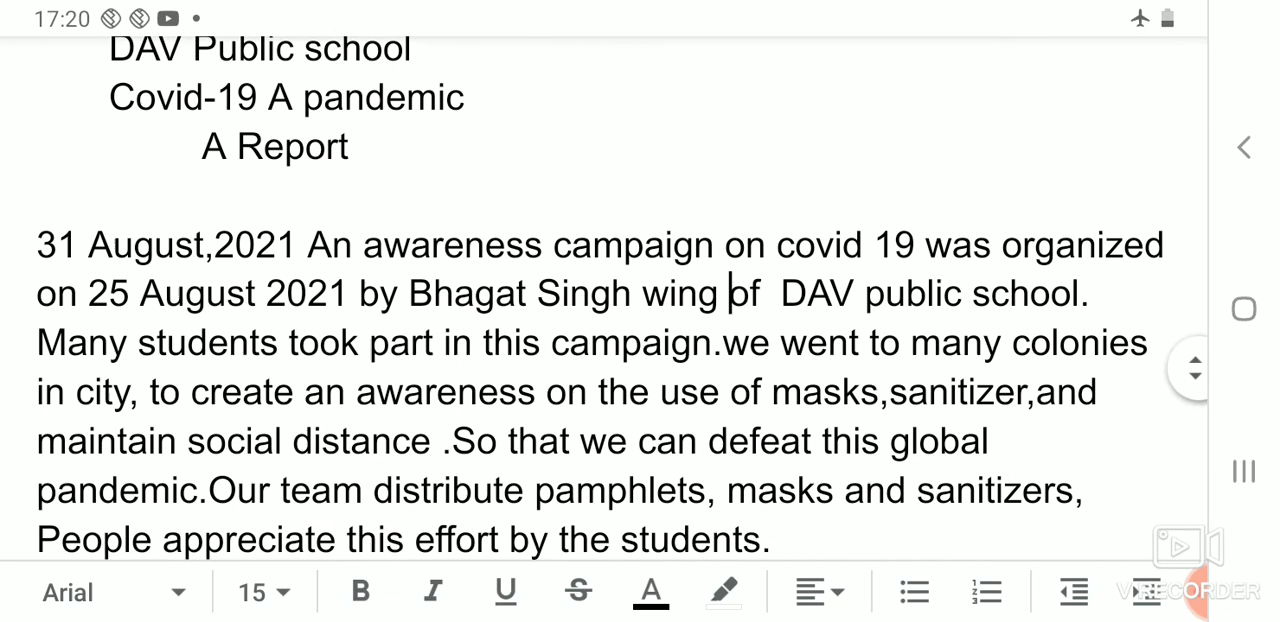 17:20
DAV Public school
Covid-19 A pandemic
A Report
31 August,2021 An awareness campaign on covid 19 was organized
on 25 August 2021 by Bhagat Singh wing of  DAV public school.
Many students took part in this campaign.we went to many colonies
in city, to create an awareness on the use of masks,sanitizer,and
maintain social distance .So that we can defeat this global
pandemic.Our team distribute pamphlets, masks and sanitizers,
People appreciate this effort by the students.
Arial 15 B I U S A
VRECORDER